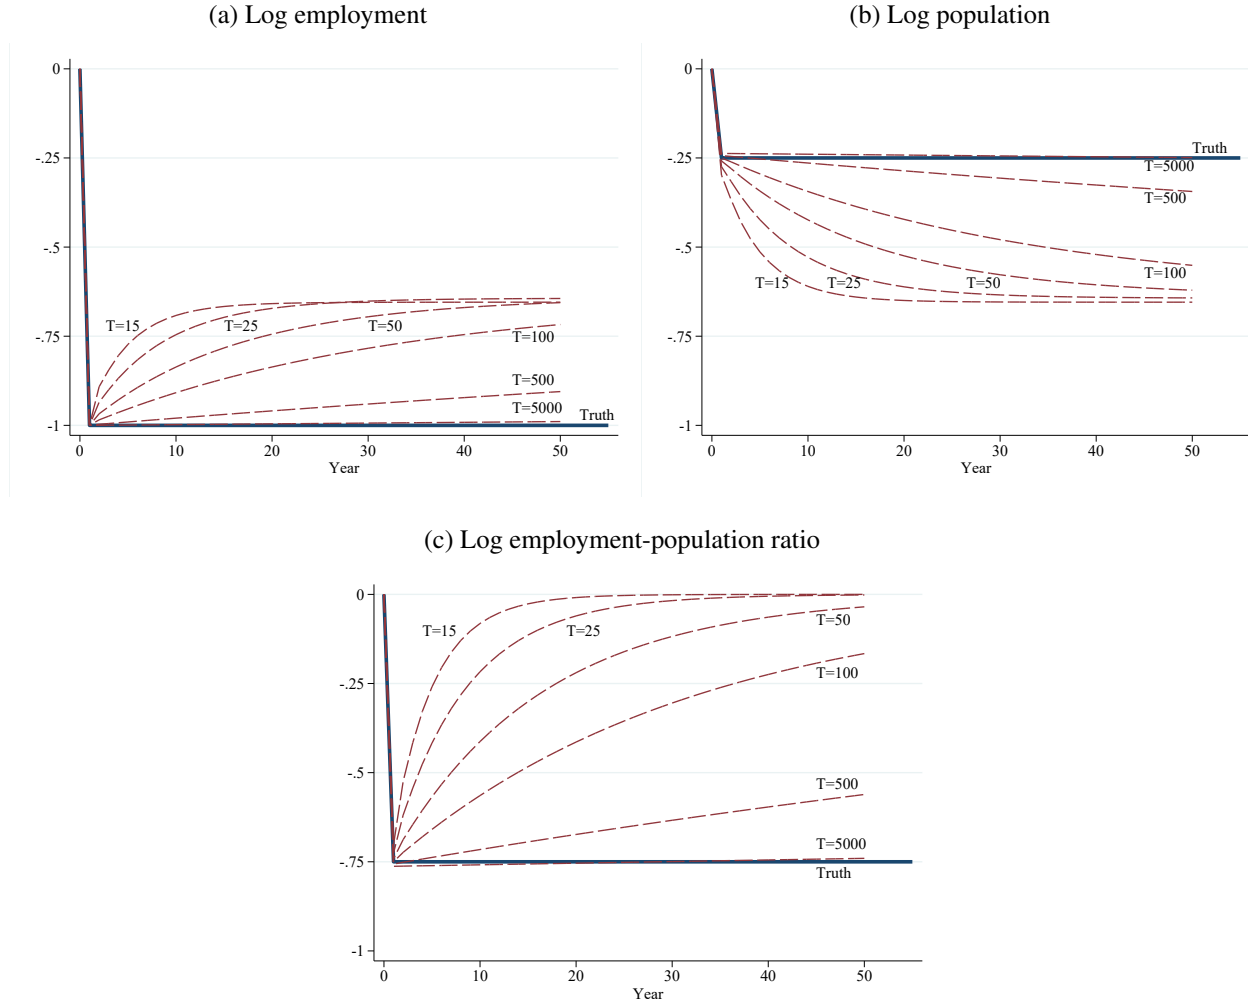 (a) Log employment
0
-.25
-.5
-.75
-1
T=15
T=25
T=50
T=100
T=500
T=5000
Truth
0 10 20 30 40 50
Year
(b) Log population
0
-.25
-.5
-.75
-1
Truth
T=5000
T=500
T=100
T=15
T=25
T=50
0 10 20 30 40 50
Year
(c) Log employment-population ratio
0
-.25
-.5
-.75
-1
T=15
T=25
T=50
T=100
T=500
T=5000
Truth
0 10 20 30 40 50
Year